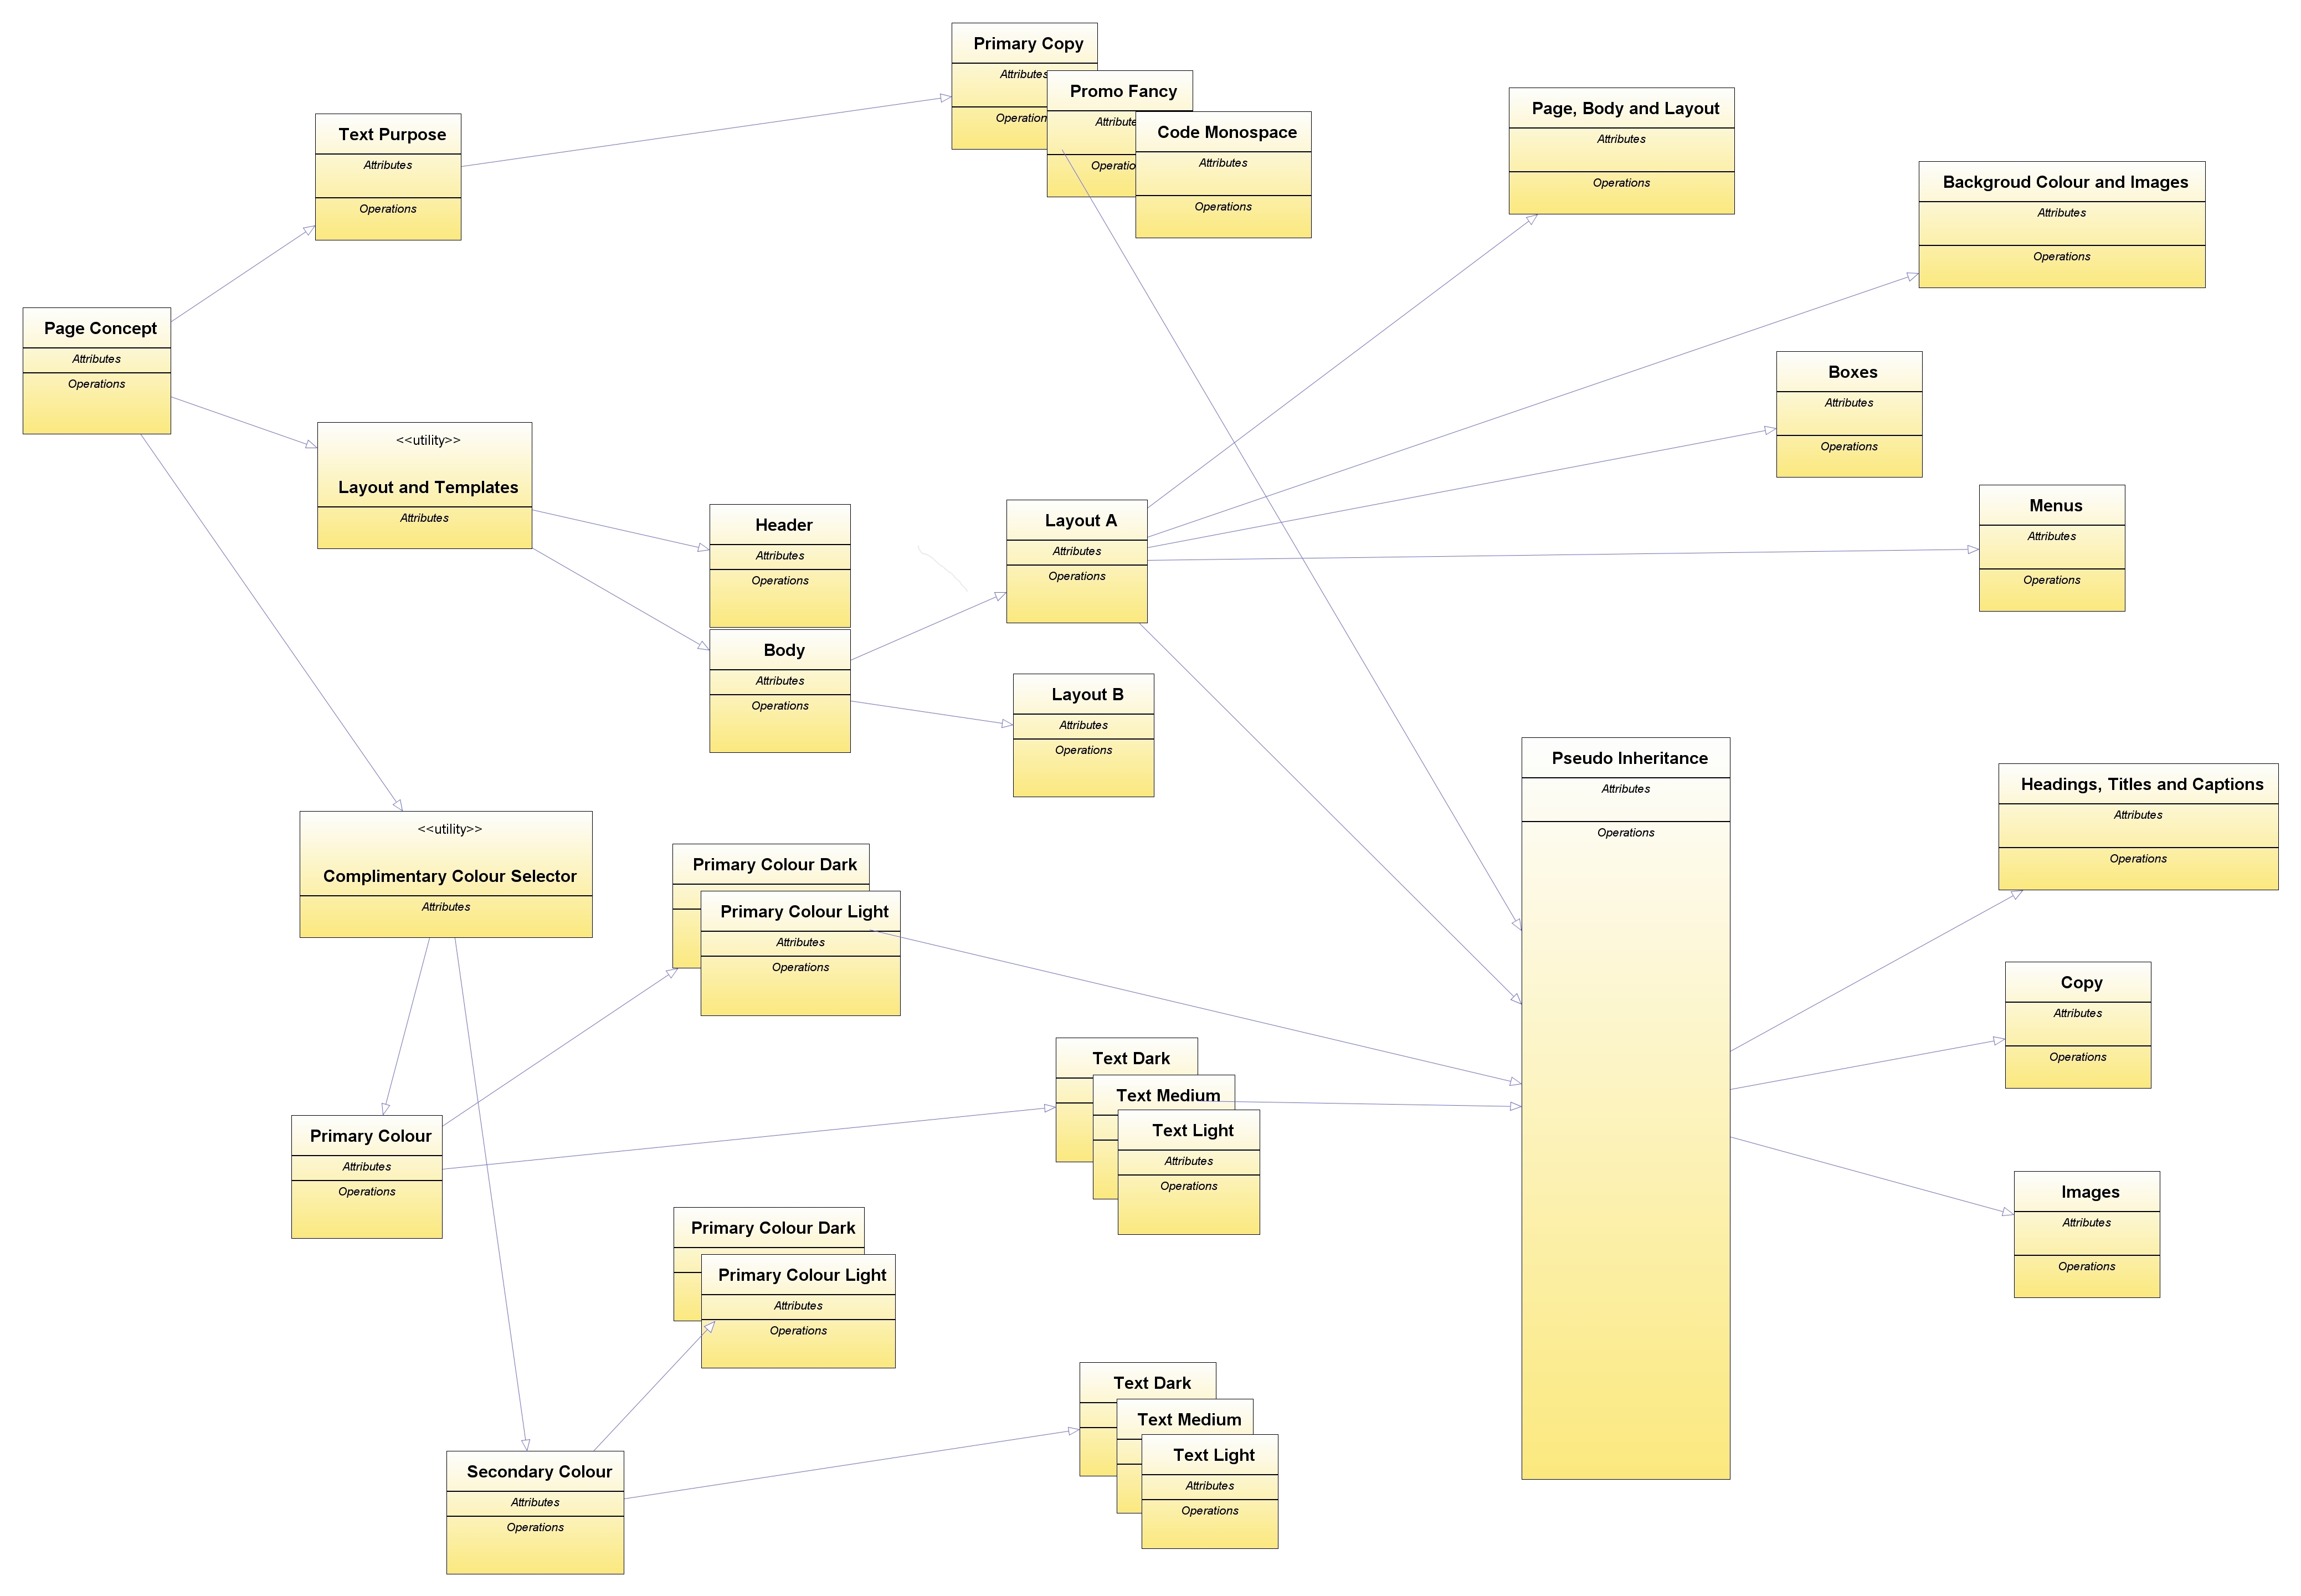 Primary Copy
Attributes
Operation
Promo Fancy
Attribute
Operatio
Code Monospace
Attributes
Operations
Page, Body and Layout
Attributes
Operations
Text Purpose
Attributes
Operations
Backgroud Colour and Images
Attributes
Operations
Page Concept
Attributes
Operations
Boxes
Attributes
Operations
<<utility>>
Layout and Templates
Attributes
Header
Attributes
Operations
Layout A
Attributes
Operations
Menus
Attributes
Operations
Body
Attributes
Operations
Layout B
Attributes
Operations
Pseudo Inheritance
Attributes
Operations
Headings, Titles and Captions
Attributes
Operations
<<utility>>
Complimentary Colour Selector
Attributes
Primary Colour Dark
Primary Colour Light
Attributes
Operations
Copy
Attributes
Operations
Text Dark
Text Medium
Text Light
Attributes
Operations
Primary Colour
Attributes
Operations
Images
Attributes
Operations
Primary Colour Dark
Primary Colour Light
Attributes
Operations
Text Dark
Text Medium
Text Light
Attributes
Operations
Secondary Colour
Attributes
Operations